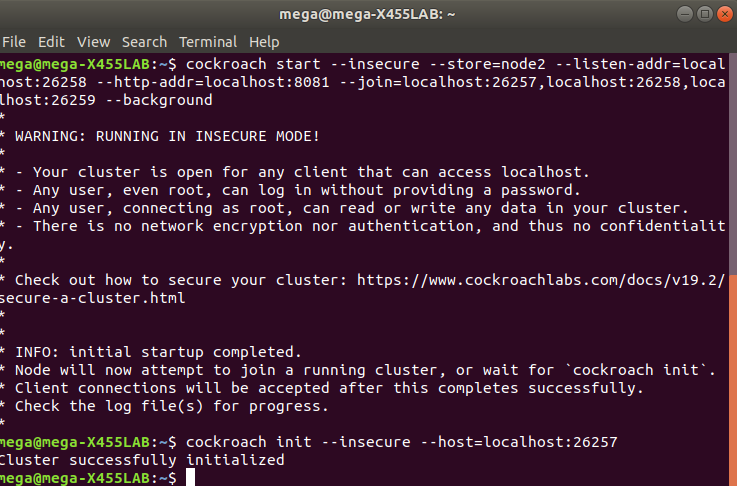 mega@mega-X455LAB: ~
File Edit View Search Terminal Help
mega@mega-X455LAB:~$ cockroach start --insecure --store=node2 --listen-addr=local
host:26258 --http-addr=localhost:8081 --join=localhost:26257,localhost:26258,loca
lhost:26259 --background
*
* WARNING: RUNNING IN INSECURE MODE!
*
* - Your cluster is open for any client that can access localhost.
* - Any user, even root, can log in without providing a password.
* - Any user, connecting as root, can read or write any data in your cluster.
* - There is no network encryption nor authentication, and thus no confidentialit
y.
*
* Check out how to secure your cluster: https://www.cockroachlabs.com/docs/v19.2/
secure-a-cluster.html
*
*
* INFO: initial startup completed.
* Node will now attempt to join a running cluster, or wait for `cockroach init`.
* Client connections will be accepted after this completes successfully.
* Check the log file(s) for progress.
*
mega@mega-X455LAB:~$ cockroach init --insecure --host=localhost:26257
Cluster successfully initialized
mega@mega-X455LAB:~$